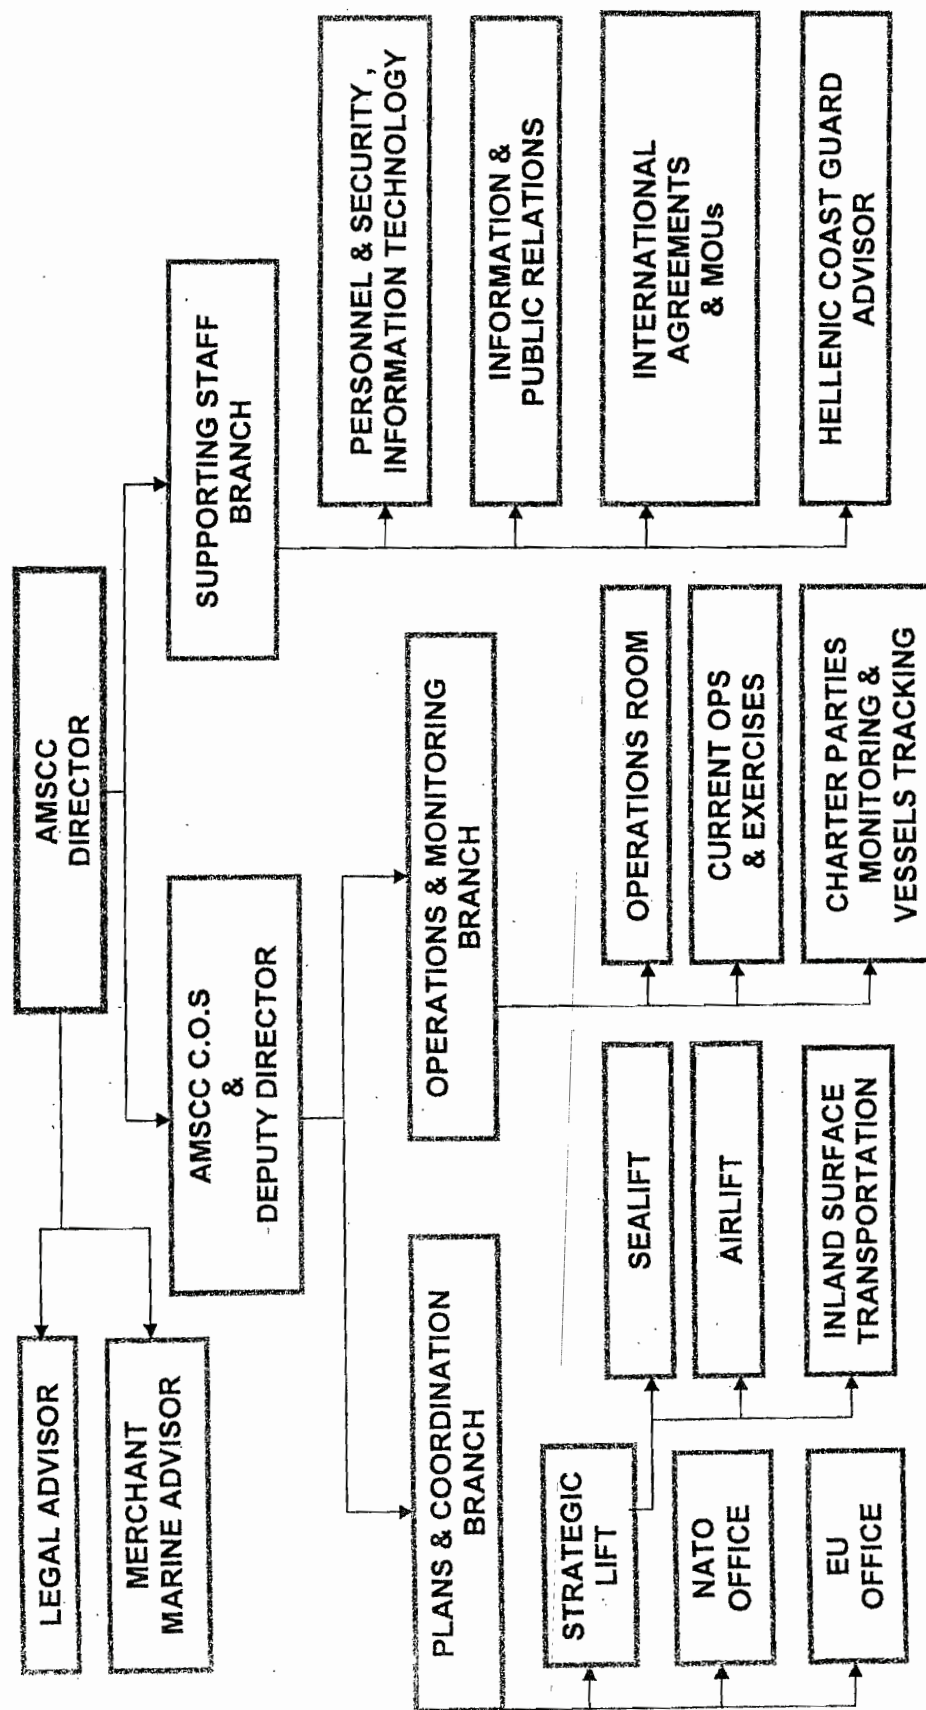 AMSCC
DIRECTOR
LEGAL ADVISOR
MERCHANT
MARINE ADVISOR
AMSCC C.O.S
&
DEPUTY DIRECTOR
SUPPORTING STAFF
BRANCH
PLANS & COORDINATION
BRANCH
OPERATIONS & MONITORING
BRANCH
PERSONNEL & SECURITY ,
INFORMATION TECHNOLOGY
INFORMATION &
PUBLIC RELATIONS
INTERNATIONAL
AGREEMENTS
& MOUs
HELLENIC COAST GUARD
ADVISOR
STRATEGIC
LIFT
NATO
OFFICE
EU
OFFICE
SEALIFT
AIRLIFT
INLAND SURFACE
TRANSPORTATION
OPERATIONS ROOM
CURRENT OPS
& EXERCISES
CHARTER PARTIES
MONITORING &
VESSELS TRACKING